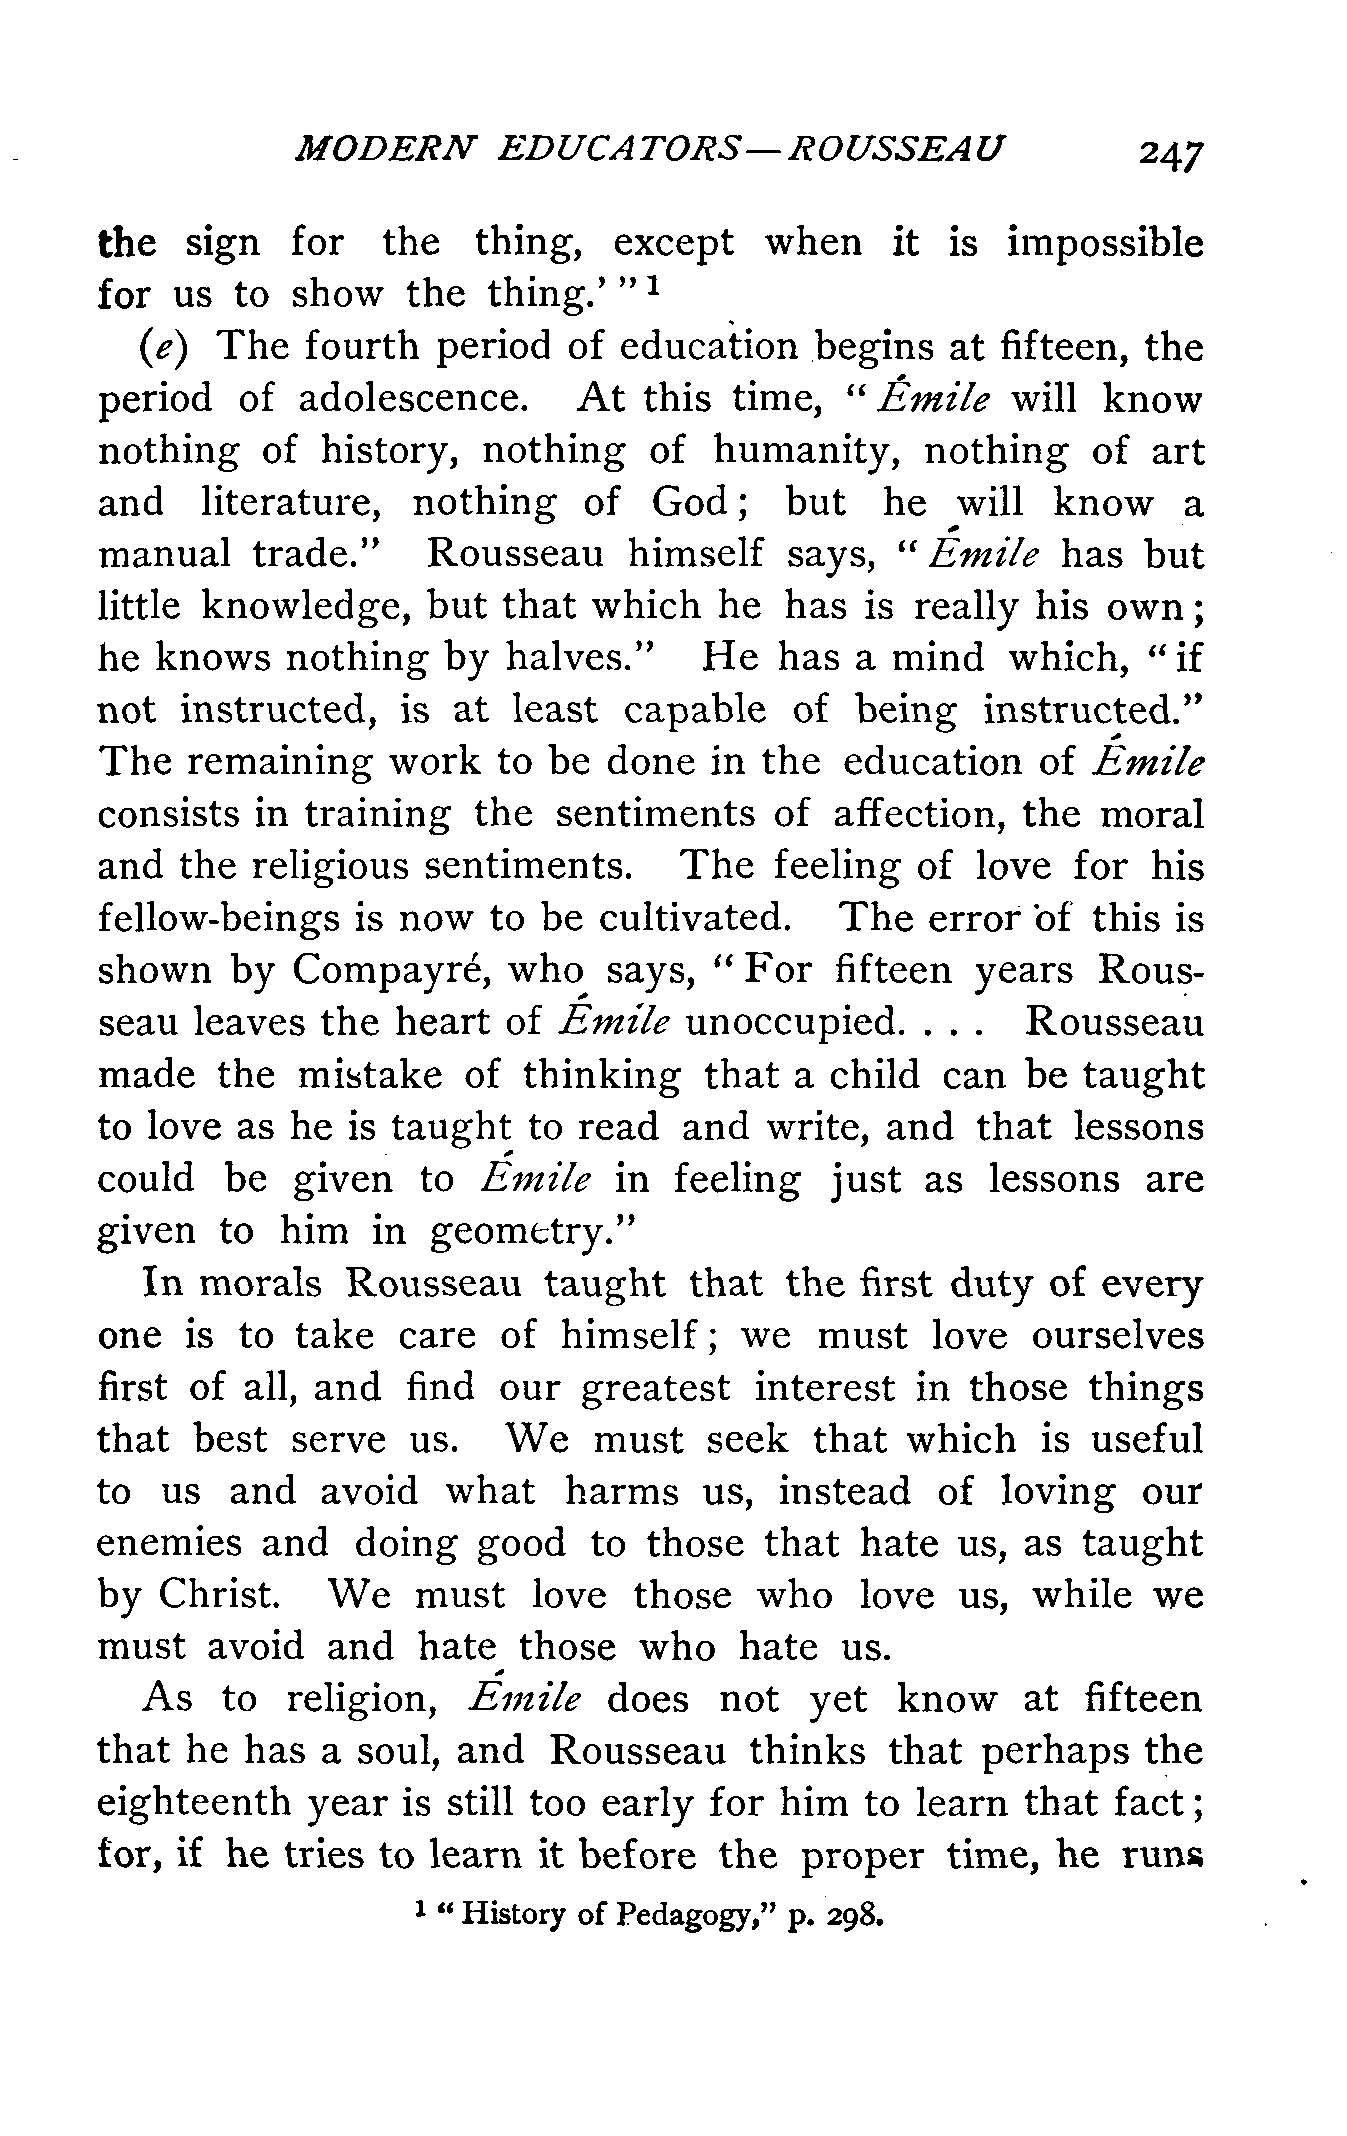 MODERN EDUCATORS—ROUSSEAU 247
the sign for the thing, except when it is impossible
for us to show the thing.' " 1
(e) The fourth period of education begins at fifteen, the
period of adolescence. At this time, " Émile will know
nothing of history, nothing of humanity, nothing of art
and literature, nothing of God; but he will know a
manual trade." Rousseau himself says, " Émile has but
little knowledge, but that which he has is really his own;
he knows nothing by halves." He has a mind which, " if
not instructed, is at least capable of being instructed."
The remaining work to be done in the education of Émile
consists in training the sentiments of affection, the moral
and the religious sentiments. The feeling of love for his
fellow-beings is now to be cultivated. The error of this is
shown by Compayré, who says, " For fifteen years Rous-
seau leaves the heart of Émile unoccupied. . . . Rousseau
made the mistake of thinking that a child can be taught
to love as he is taught to read and write, and that lessons
could be given to Émile in feeling just as lessons are
given to him in geometry."
In morals Rousseau taught that the first duty of every
one is to take care of himself; we must love ourselves
first of all, and find our greatest interest in those things
that best serve us. We must seek that which is useful
to us and avoid what harms us, instead of loving our
enemies and doing good to those that hate us, as taught
by Christ. We must love those who love us, while we
must avoid and hate those who hate us.
As to religion, Émile does not yet know at fifteen
that he has a soul, and Rousseau thinks that perhaps the
eighteenth year is still too early for him to learn that fact;
for, if he tries to learn it before the proper time, he runs
1 " History of Pedagogy," p. 298.